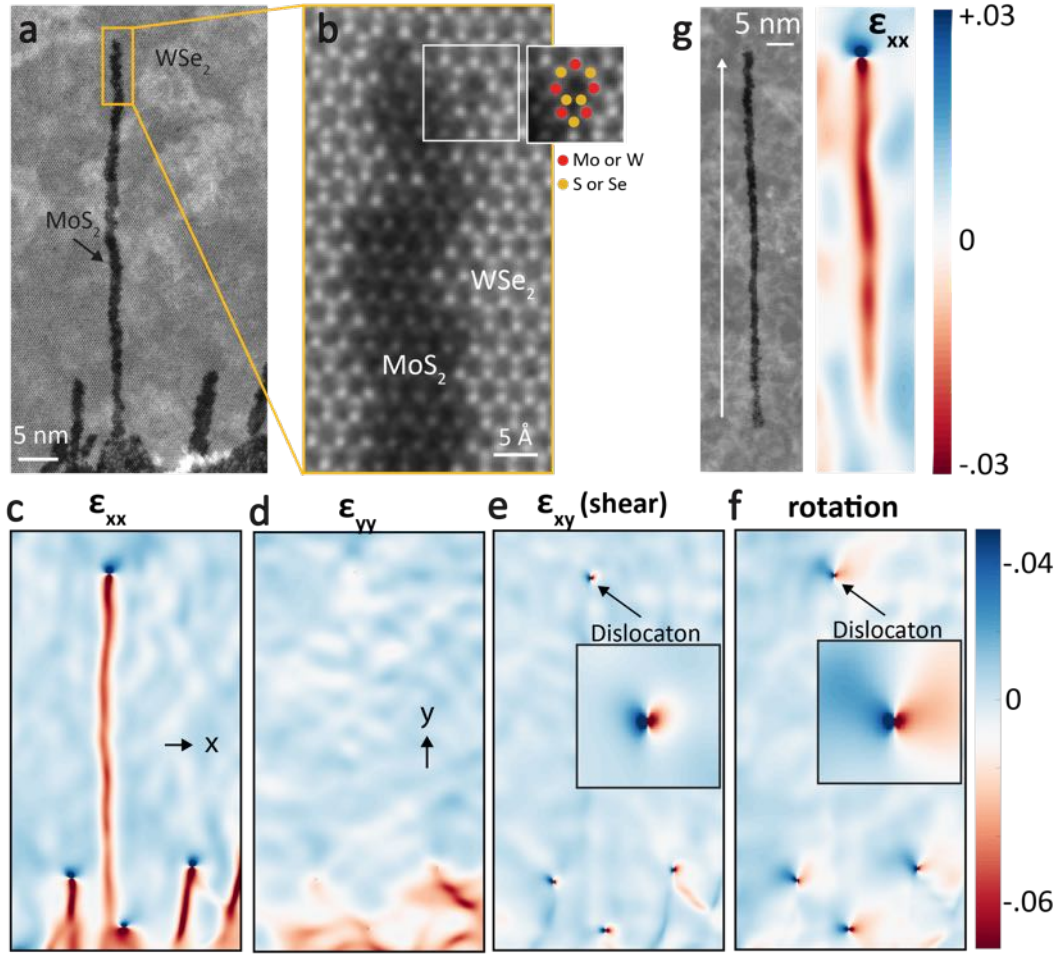 a
WSe₂
MoS₂
5 nm
b
Mo or W
S or Se
WSe₂
MoS₂
5 Å
g
5 nm
εxx
+.03
0
-.03
c
εxx
d
εyy
e
εxy (shear)
f
rotation
x
y
Dislocaton
Dislocaton
-.04
0
-.06